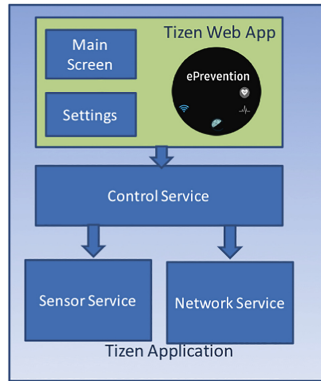 Tizen Web App
Main
Screen
ePrevention
Settings
Control Service
Sensor Service
Network Service
Tizen Application